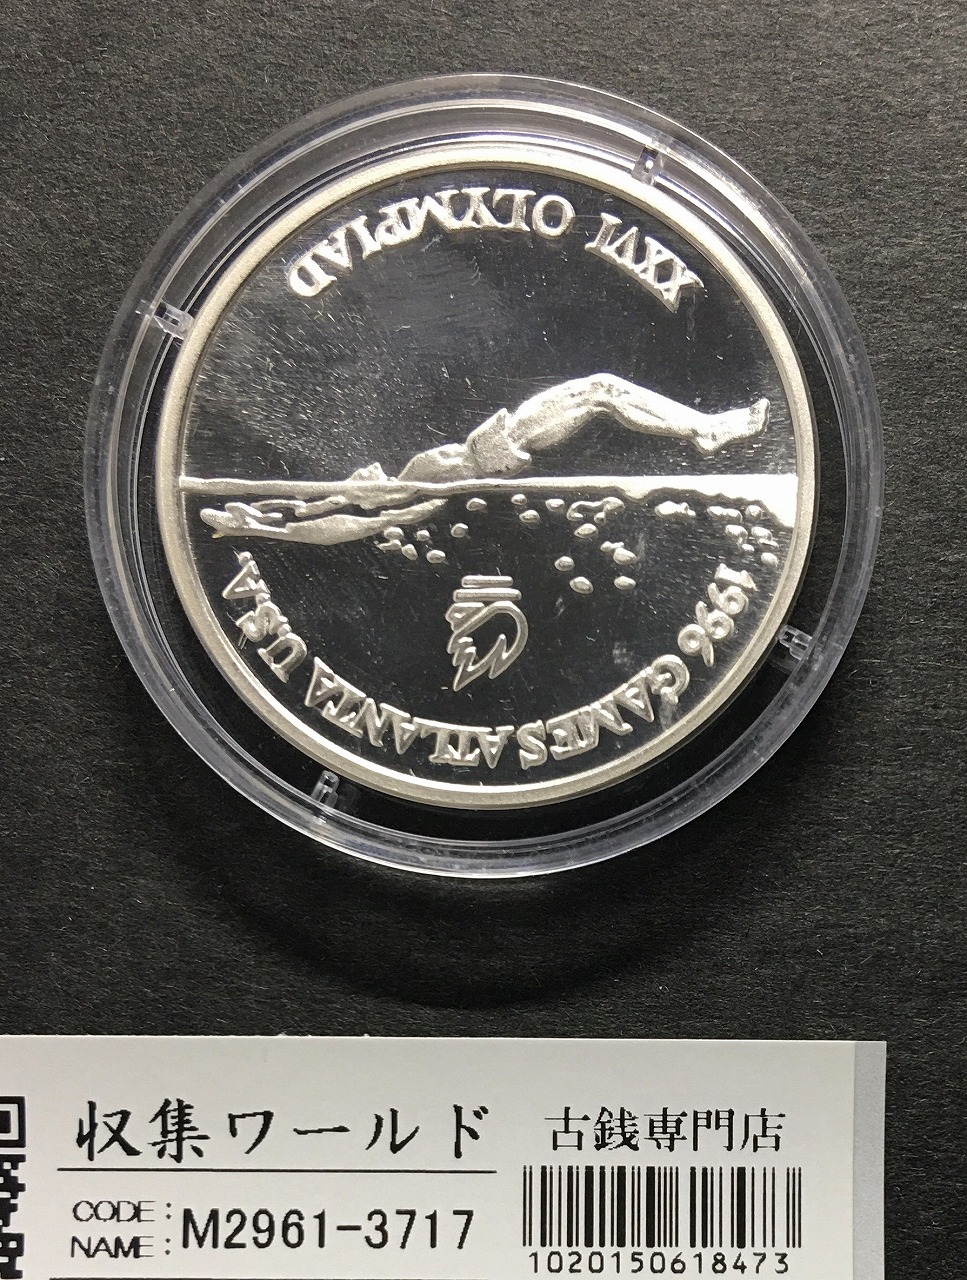 XXVI OLYMPIAD
1996 GAMES ATLANTA U.S.A.
収集ワールド
古銭専門店
CODE:
NAME: M2961-3717
1020150618473